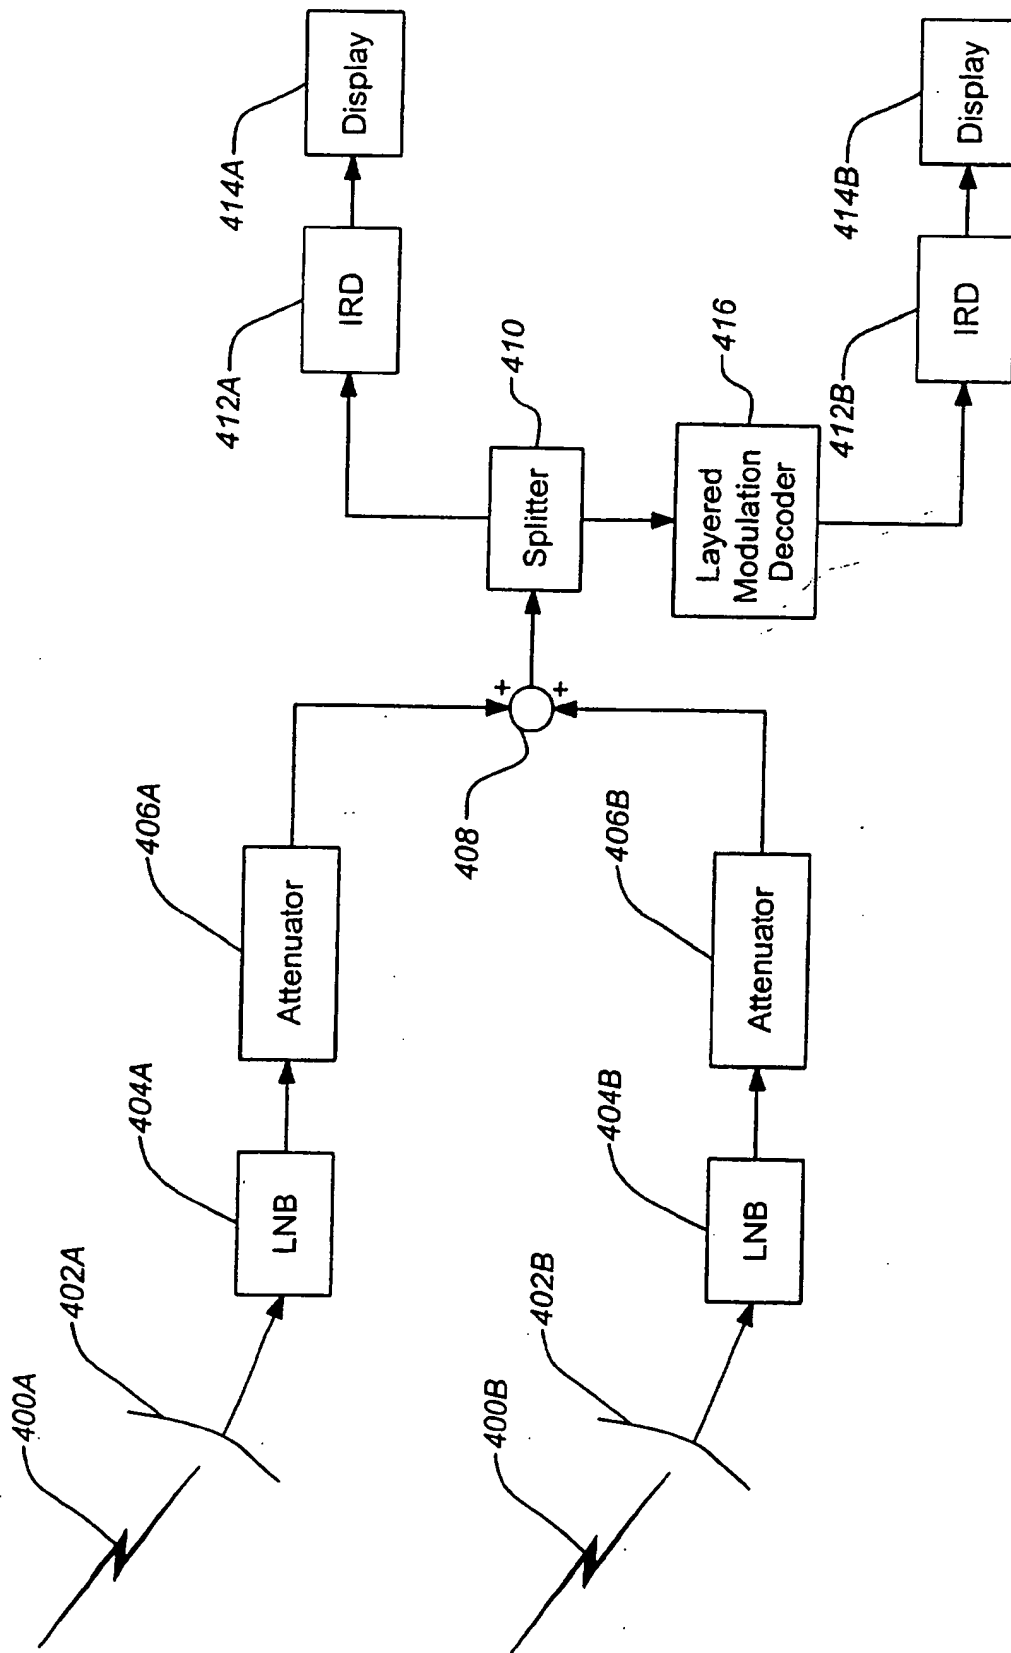 400A
402A
404A
LNB
406A
Attenuator
408
+
+
412A
IRD
414A
Display
410
Splitter
416
Layered
Modulation
Decoder
400B
402B
404B
LNB
406B
Attenuator
412B
IRD
414B
Display